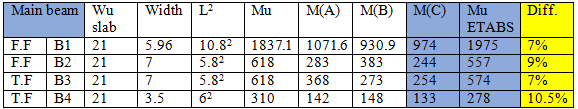 Main beam Wu slab Width L² Mu M(A) M(B) M(C) Mu ETABS Diff.
F.F B1 21 5.96 10.8² 1837.1 1071.6 930.9 974 1975 7%
F.F B2 21 7 5.8² 618 283 383 244 557 9%
T.F B3 21 7 5.8² 618 368 273 254 574 7%
T.F B4 21 3.5 6² 310 142 148 133 278 10.5%